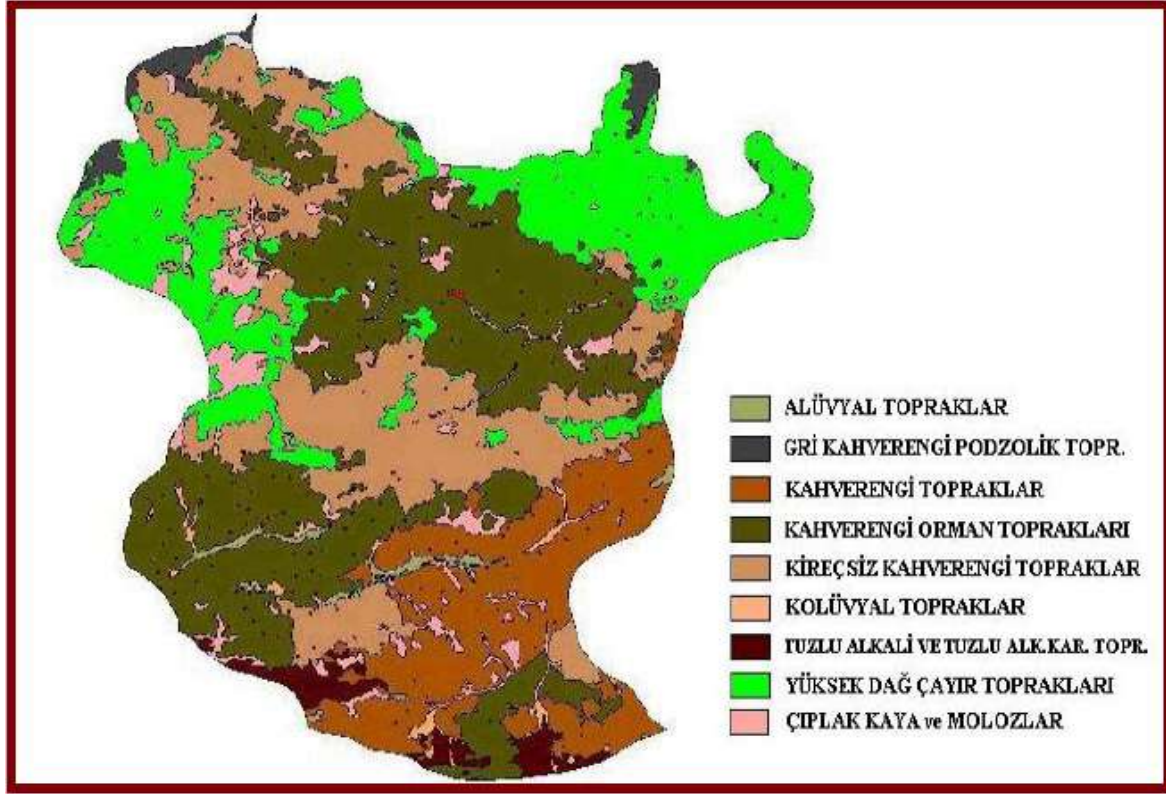 ALÜVYAL TOPRAKLAR
GRİ KAHVERENGİ PODZOLİK TOPR.
KAHVERENGİ TOPRAKLAR
KAHVERENGİ ORMAN TOPRAKLARI
KİREÇSİZ KAHVERENGİ TOPRAKLAR
KOLÜVYAL TOPRAKLAR
TUZLU ALKALİ VE TUZLU ALK.KAR. TOPR.
YÜKSEK DAĞ ÇAYIR TOPRAKLARI
ÇIPLAK KAYA ve MOLOZLAR